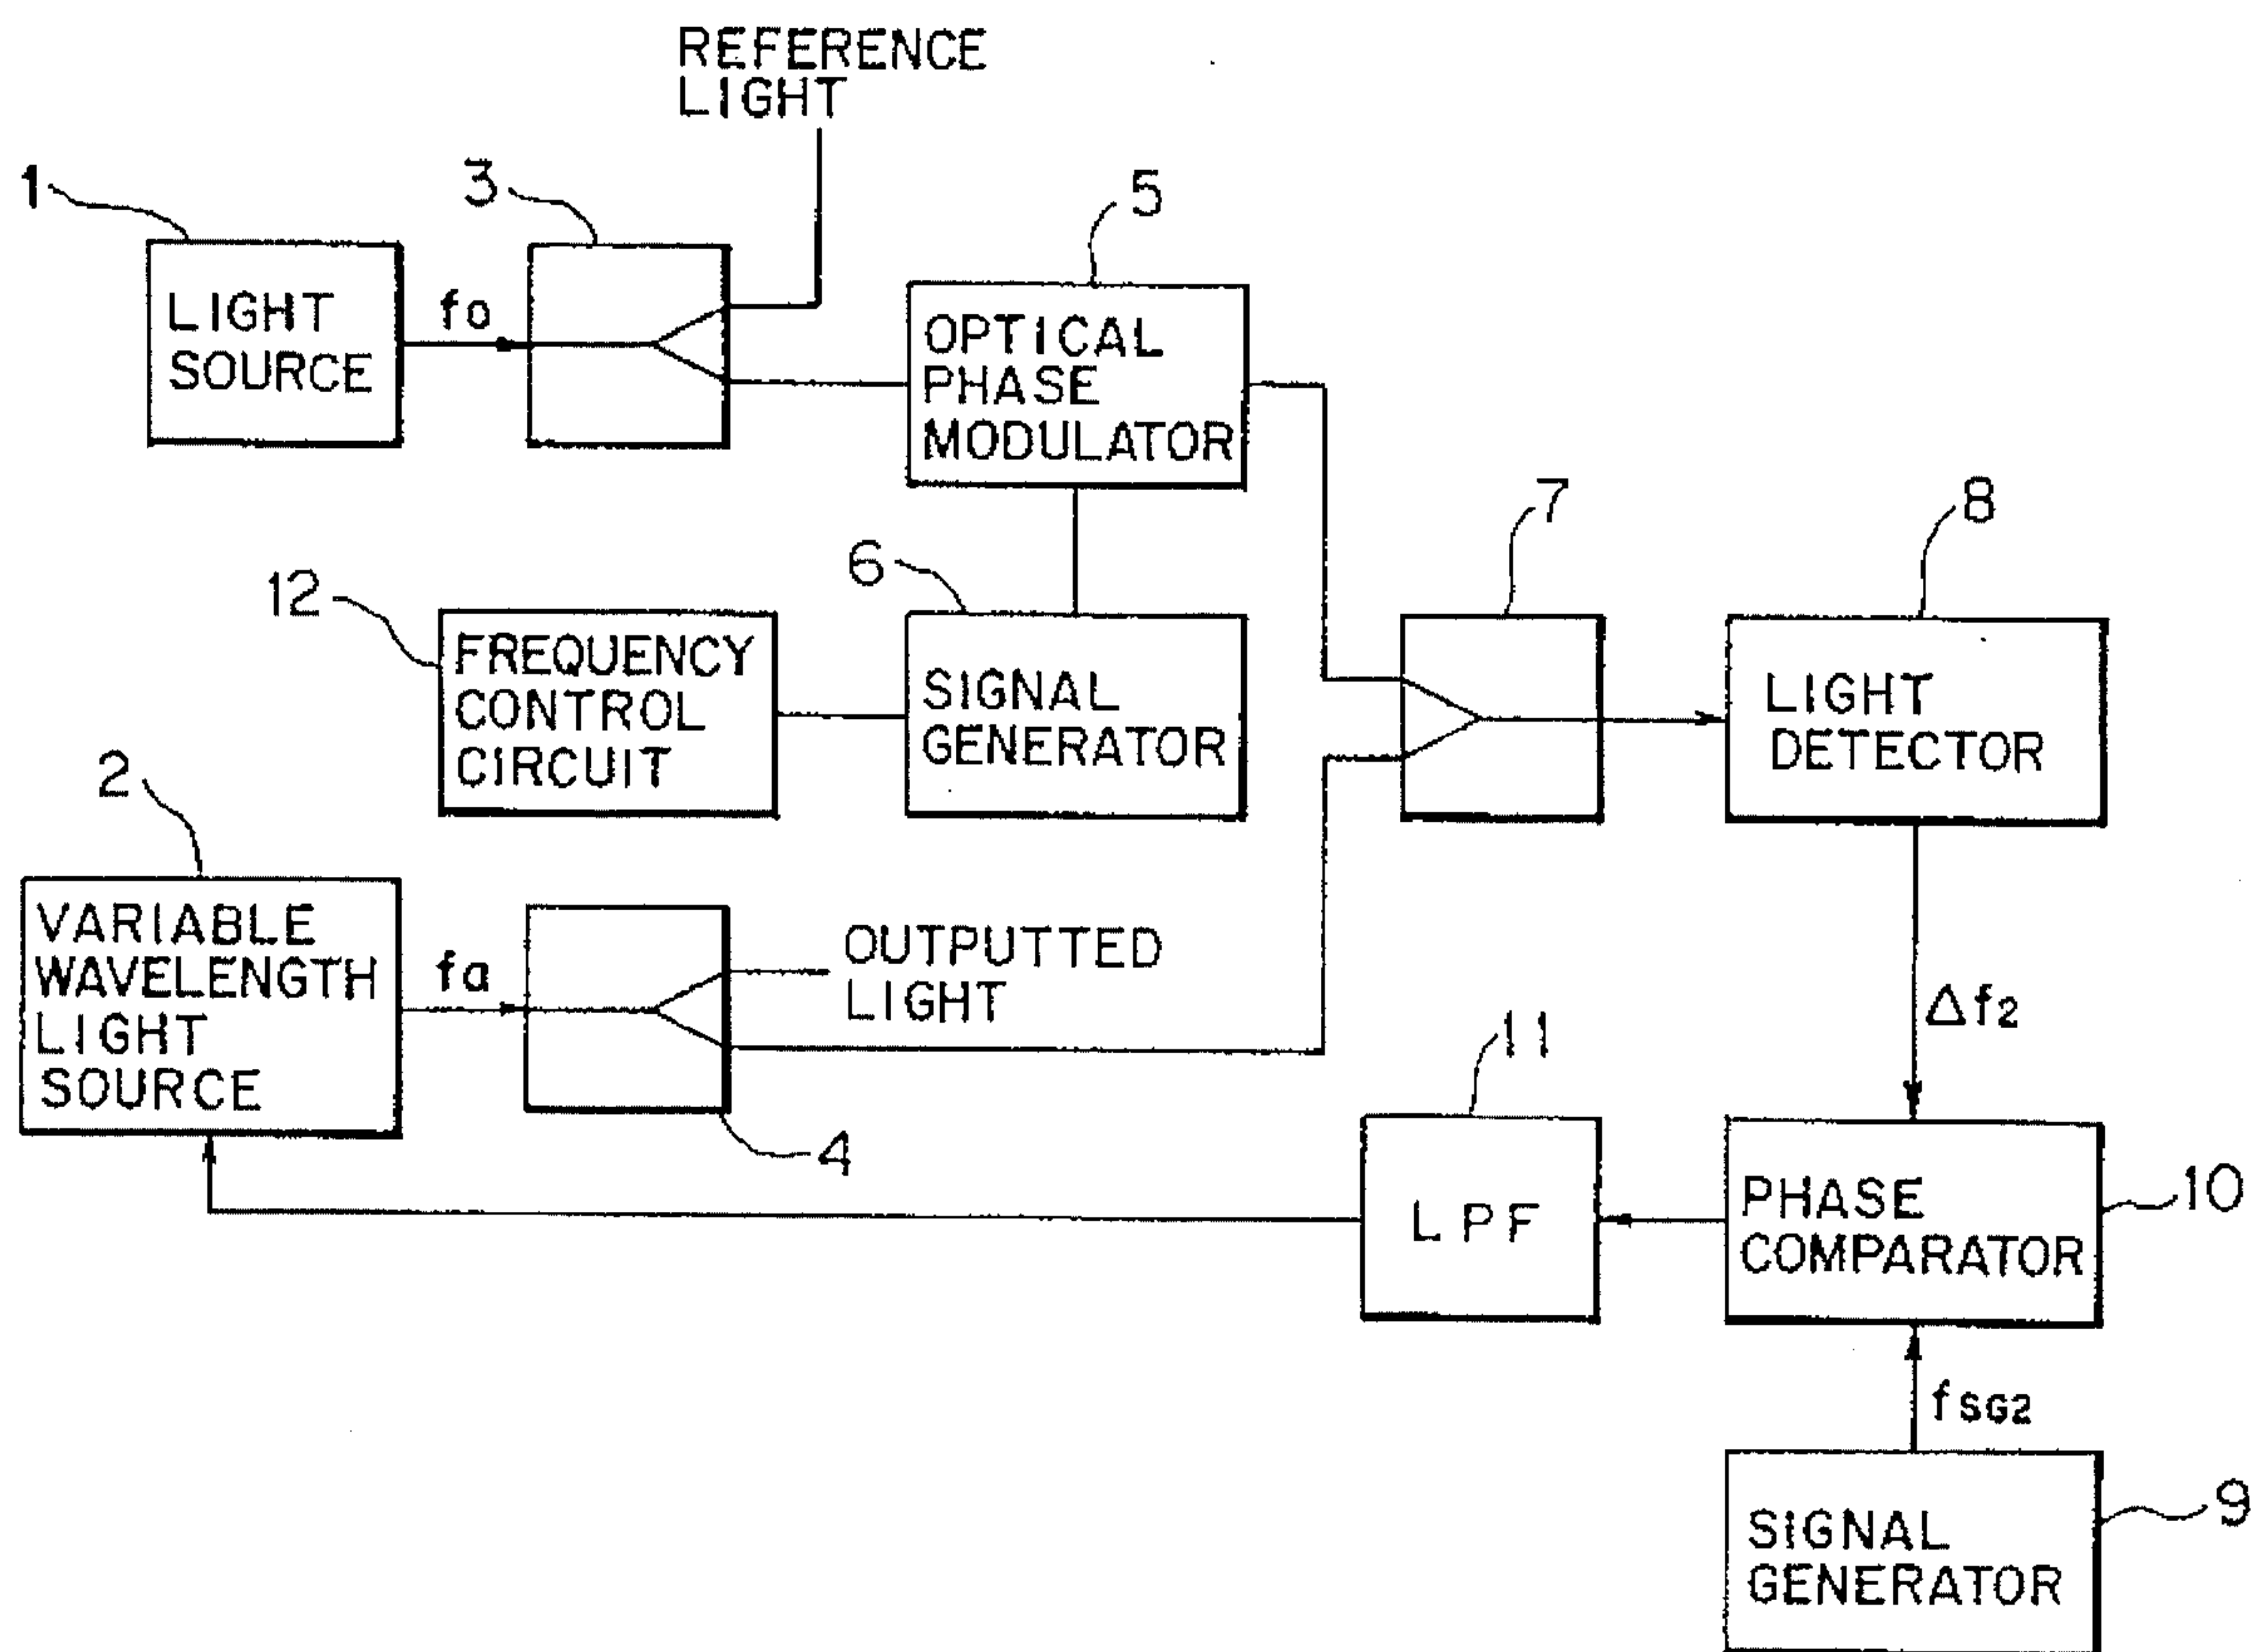 REFERENCE
LIGHT
1
3
5
LIGHT
SOURCE
fo
OPTICAL
PHASE
MODULATOR
7
8
12
6
FREQUENCY
CONTROL
CIRCUIT
SIGNAL
GENERATOR
LIGHT
DETECTOR
2
VARIABLE
WAVELENGTH
LIGHT
SOURCE
fa
OUTPUTTED
LIGHT
4
Δf2
11
LPF
PHASE
COMPARATOR
10
fSG2
SIGNAL
GENERATOR
9